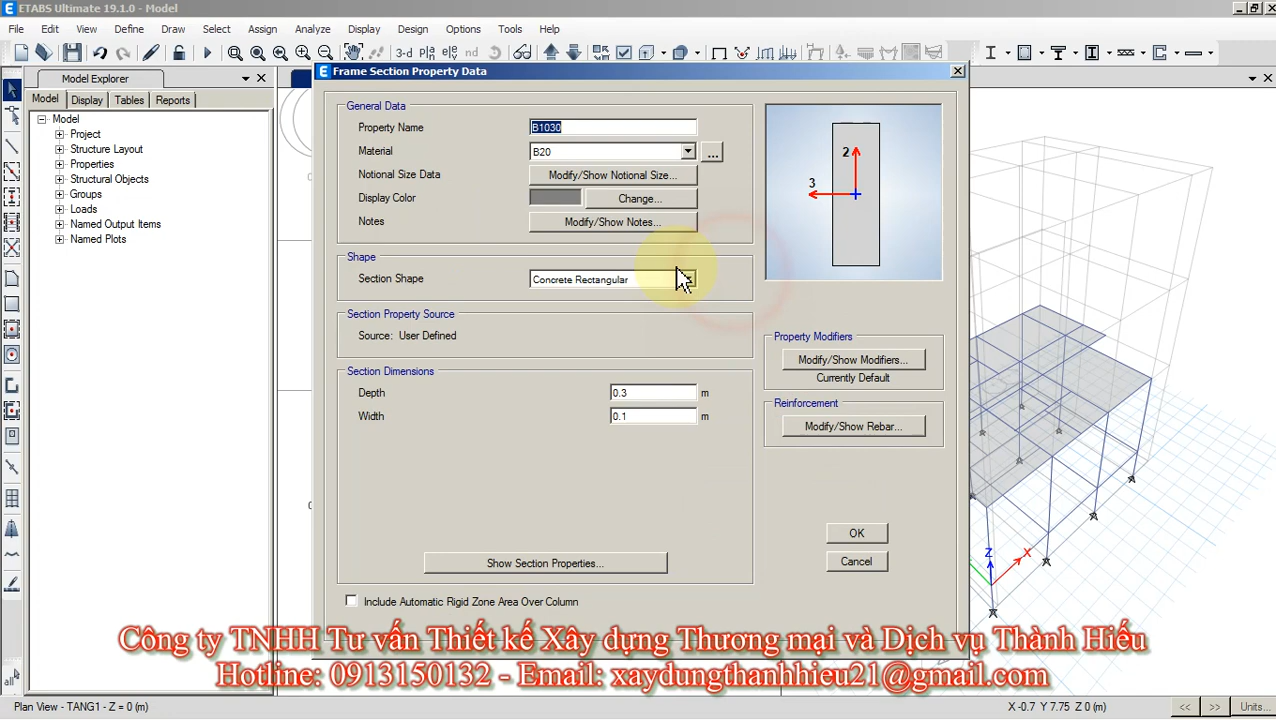 ETABS Ultimate 19.1.0 - Model
File Edit View Define Draw Select Assign Analyze Display Design Options Tools Help
3-d
Model Explorer
Model Display Tables Reports
Model
Project
Structure Layout
Properties
Structural Objects
Groups
Loads
Named Output Items
Named Plots
Frame Section Property Data
General Data
Property Name B1030
Material B20 ...
Notional Size Data Modify/Show Notional Size...
Display Color Change...
Notes Modify/Show Notes...
Shape
Section Shape Concrete Rectangular
Section Property Source
Source: User Defined
Section Dimensions
Depth 0.3 m
Width 0.1 m
Show Section Properties...
Include Automatic Rigid Zone Area Over Column
2
3
Property Modifiers
Modify/Show Modifiers...
Currently Default
Reinforcement
Modify/Show Rebar...
OK
Cancel
Z
X
Công ty TNHH Tư vấn Thiết kế Xây dựng Thương mại và Dịch vụ Thành Hiếu
Hotline: 0913150132 - Email: xaydungthanhhieu21@gmail.com
all
Plan View - TANG1 - Z = 0 (m) X -0.7 Y 7.75 Z 0 (m) << >> Units...